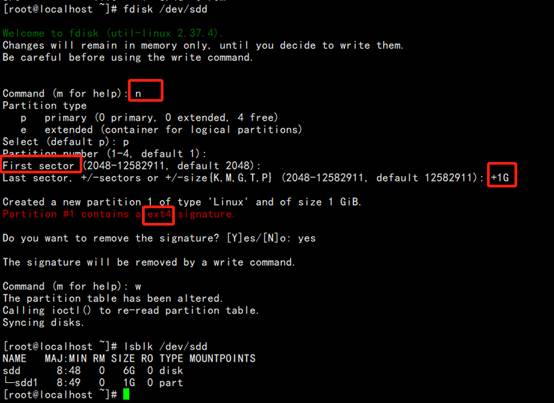 [root@localhost ~]# fdisk /dev/sdd
Welcome to fdisk (util-linux 2.37.4).
Changes will remain in memory only, until you decide to write them.
Be careful before using the write command.
Command (m for help): n
Partition type
p primary (0 primary, 0 extended, 4 free)
e extended (container for logical partitions)
Select (default p): p
Partition number (1-4, default 1):
First sector (2048-12582911, default 2048):
Last sector, +/-sectors or +/-size{K,M,G,T,P} (2048-12582911, default 12582911): +1G
Created a new partition 1 of type 'Linux' and of size 1 GiB.
Partition #1 contains a ext4 signature.
Do you want to remove the signature? [Y]es/[N]o: yes
The signature will be removed by a write command.
Command (m for help): w
The partition table has been altered.
Calling ioctl() to re-read partition table.
Syncing disks.
[root@localhost ~]# lsblk /dev/sdd
NAME MAJ:MIN RM SIZE RO TYPE MOUNTPOINTS
sdd 8:48 0 6G 0 disk
└─sdd1 8:49 0 1G 0 part
[root@localhost ~]#